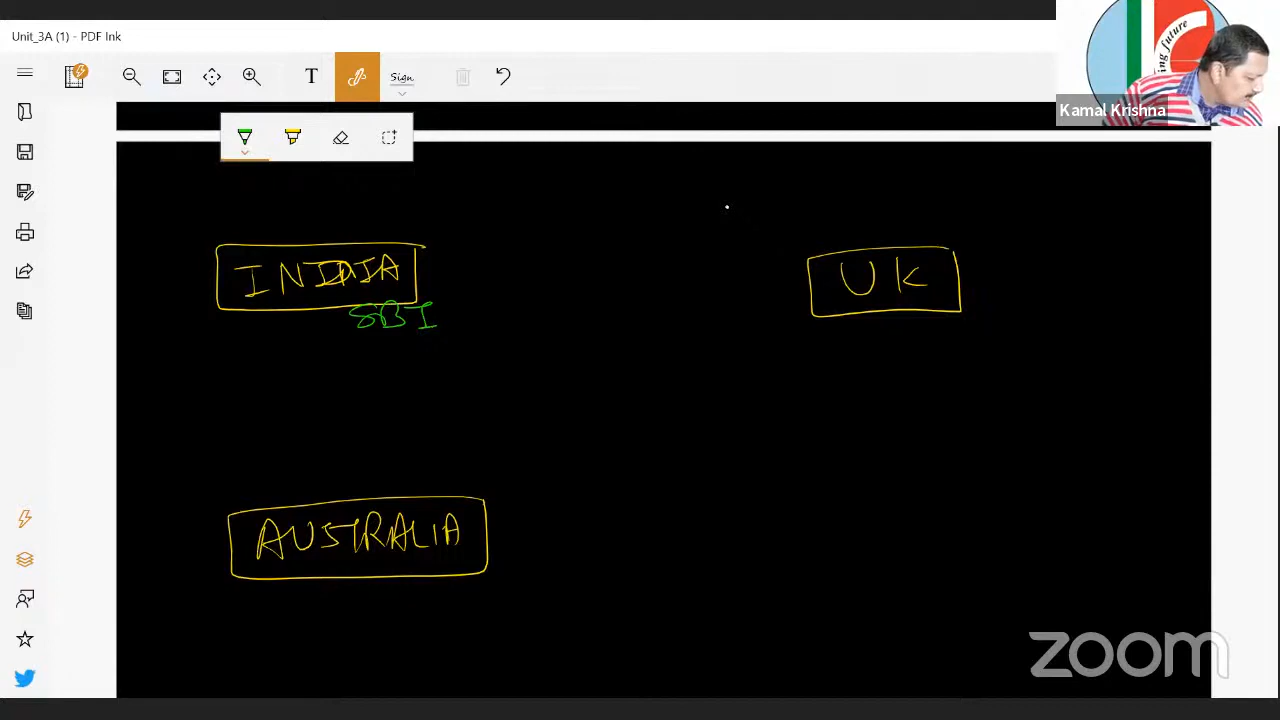 Unit_3A (1) - PDF Ink
T
Sign
Kamal Krishna
INDIA
UK
SBI
AUSTRALIA
zoom